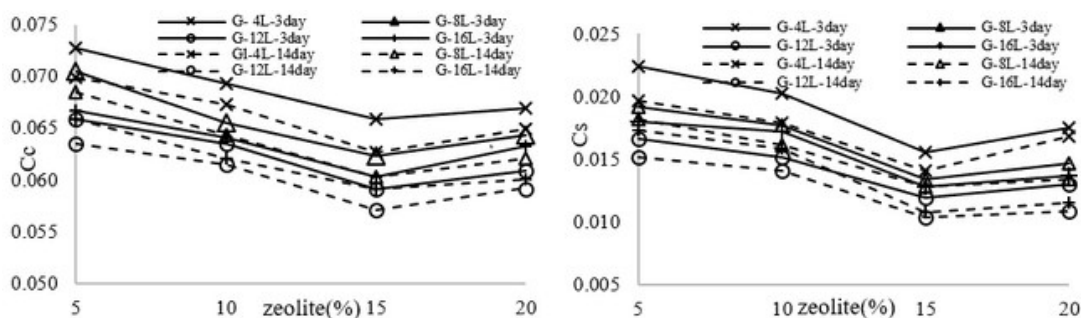 0.075
0.070
0.065
0.060
0.055
0.050
Cc
G- 4L-3day
G-8L-3day
G-12L-3day
G-16L-3day
Gl-4L-14day
G-8L-14day
G-12L-14day
G-16L-14day
5
10
15
20
zeolite(%)
0.025
0.020
0.015
0.010
0.005
Cs
G-4L-3day
G-8L-3day
G-12L-3day
G-16L-3day
G-4L-14day
G-8L-14day
G-12L-14day
G-16L-14day
5
10
15
20
zeolite(%)